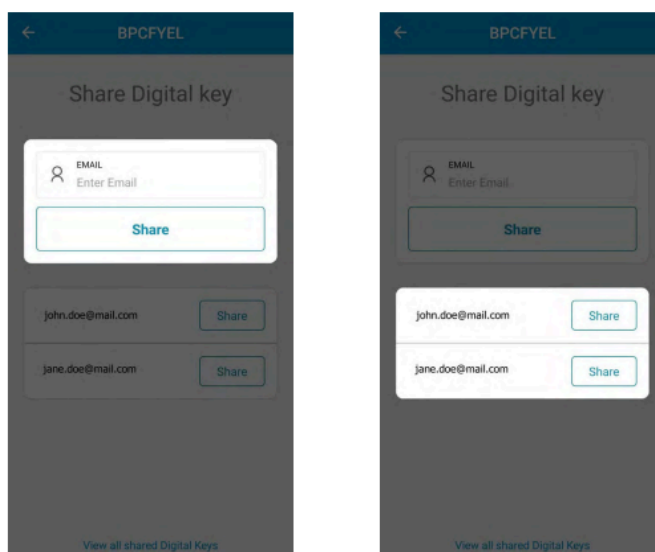 BPCFYEL
Share Digital key
EMAIL
Enter Email
Share
john.doe@mail.com Share
jane.doe@mail.com Share
View all shared Digital Keys
BPCFYEL
Share Digital key
EMAIL
Enter Email
Share
john.doe@mail.com Share
jane.doe@mail.com Share
View all shared Digital Keys